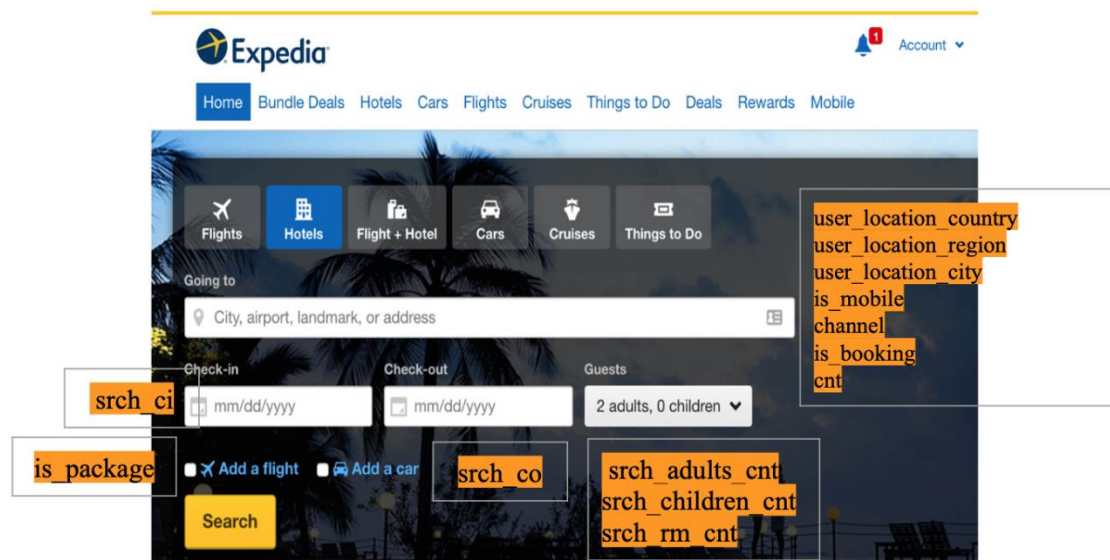 Expedia
1
Account
Home Bundle Deals Hotels Cars Flights Cruises Things to Do Deals Rewards Mobile
Flights Hotels Flight + Hotel Cars Cruises Things to Do
user_location_country
user_location_region
user_location_city
is_mobile
channel
is_booking
cnt
Going to
City, airport, landmark, or address
Check-in Check-out Guests
srch_ci mm/dd/yyyy mm/dd/yyyy 2 adults, 0 children
is_package Add a flight Add a car srch_co
srch_adults_cnt
srch_children_cnt
srch_rm_cnt
Search